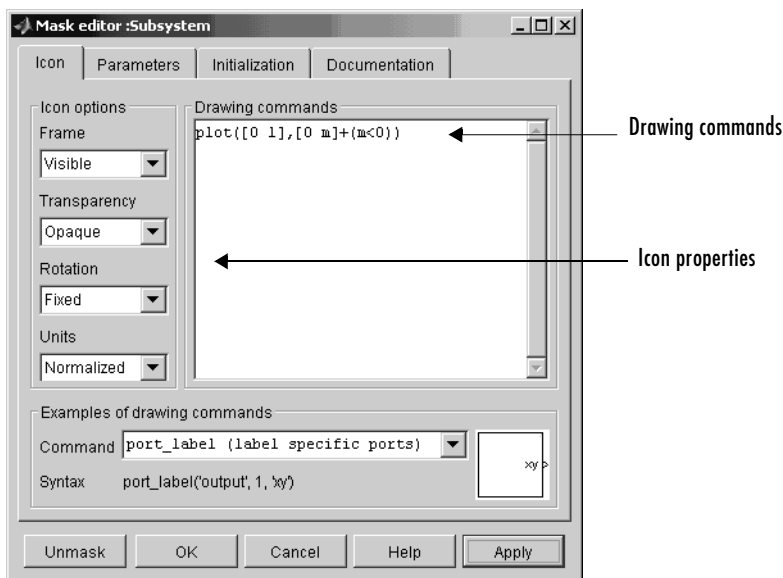 Mask editor :Subsystem
Icon
Parameters
Initialization
Documentation
Icon options
Frame
Visible
Transparency
Opaque
Rotation
Fixed
Units
Normalized
Drawing commands
plot([0 1],[0 m]+(m<0))
Drawing commands
Icon properties
Examples of drawing commands
Command port_label (label specific ports)
Syntax port_label('output', 1, 'xy')
xy
Unmask
OK
Cancel
Help
Apply